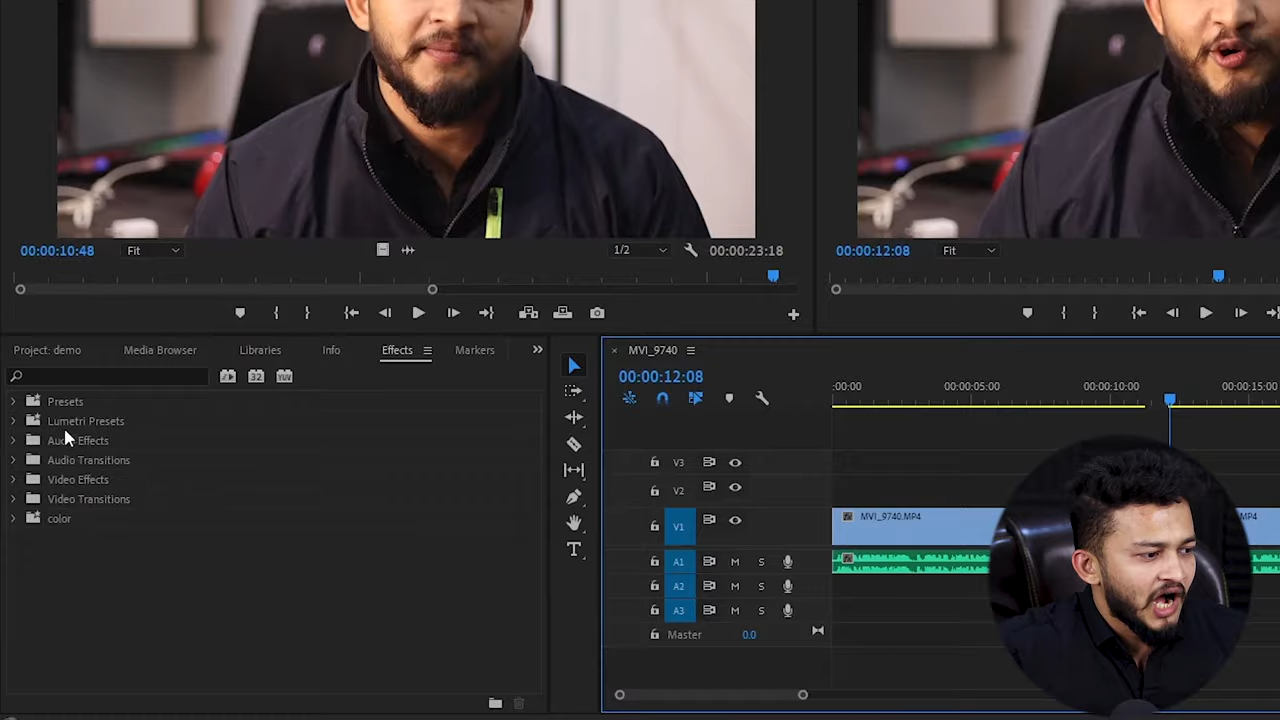 00:00:10:48 Fit 1/2 00:00:23:18
00:00:12:08 Fit
Project: demo Media Browser Libraries Info Effects Markers
32 YUV
Presets
Lumetri Presets
Audio Effects
Audio Transitions
Video Effects
Video Transitions
color
MVI_9740
00:00:12:08
:00:00 00:00:05:00 00:00:10:00 00:00:15:00
V3
V2
V1 MVI_9740.MP4 MP4
A1 M S
A2 M S
A3 M S
Master 0.0